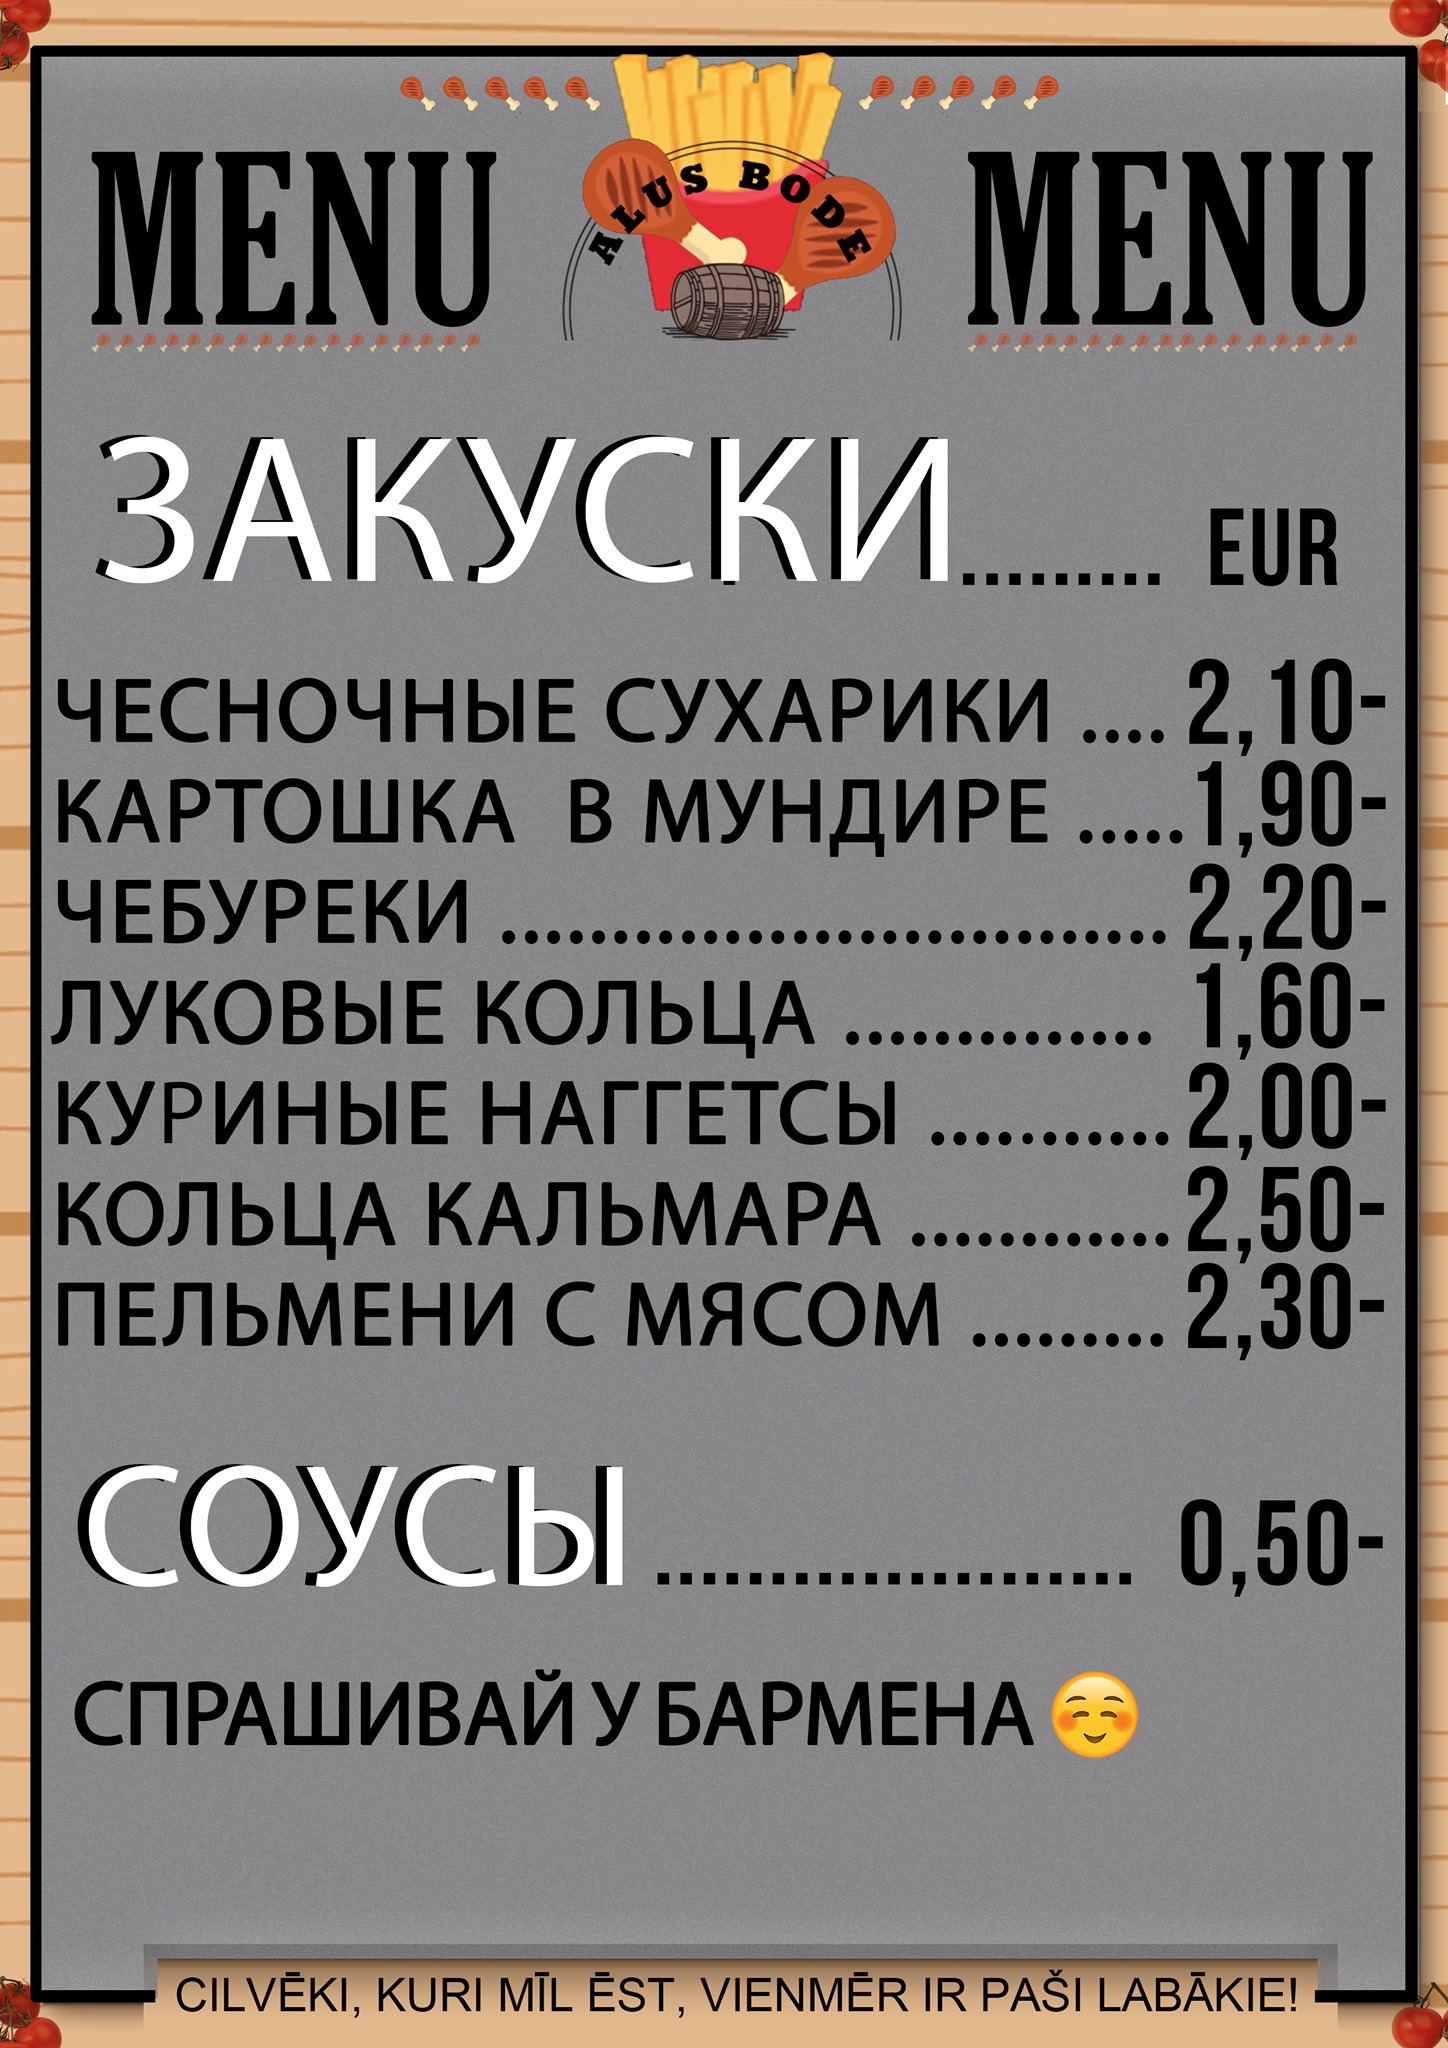 MENU ALUS BODE MENU
ЗАКУСКИ......... EUR
ЧЕСНОЧНЫЕ СУХАРИКИ .... 2,10-
КАРТОШКА В МУНДИРЕ .....1,90-
ЧЕБУРЕКИ .............................. 2,20-
ЛУКОВЫЕ КОЛЬЦА .............. 1,60-
КУРИНЫЕ НАГГЕТСЫ ........... 2,00-
КОЛЬЦА КАЛЬМАРА ............ 2,50-
ПЕЛЬМЕНИ С МЯСОМ ......... 2,30-
СОУСЫ ..................... 0,50-
СПРАШИВАЙ У БАРМЕНА ☺️
CILVĒKI, KURI MĪL ĒST, VIENMĒR IR PAŠI LABĀKIE!